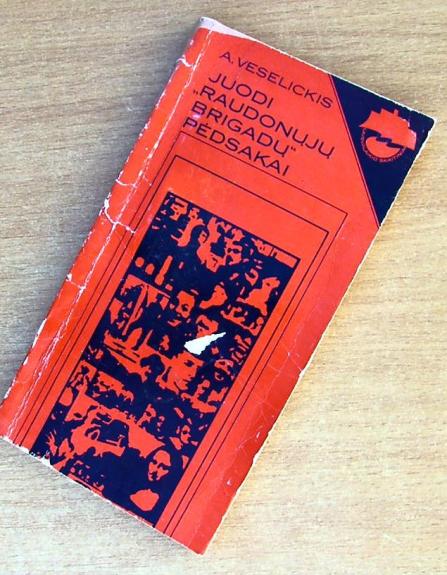 A. VESELICKIS
JUODI
„RAUDONŲJŲ
BRIGADŲ“
PĖDSAKAI